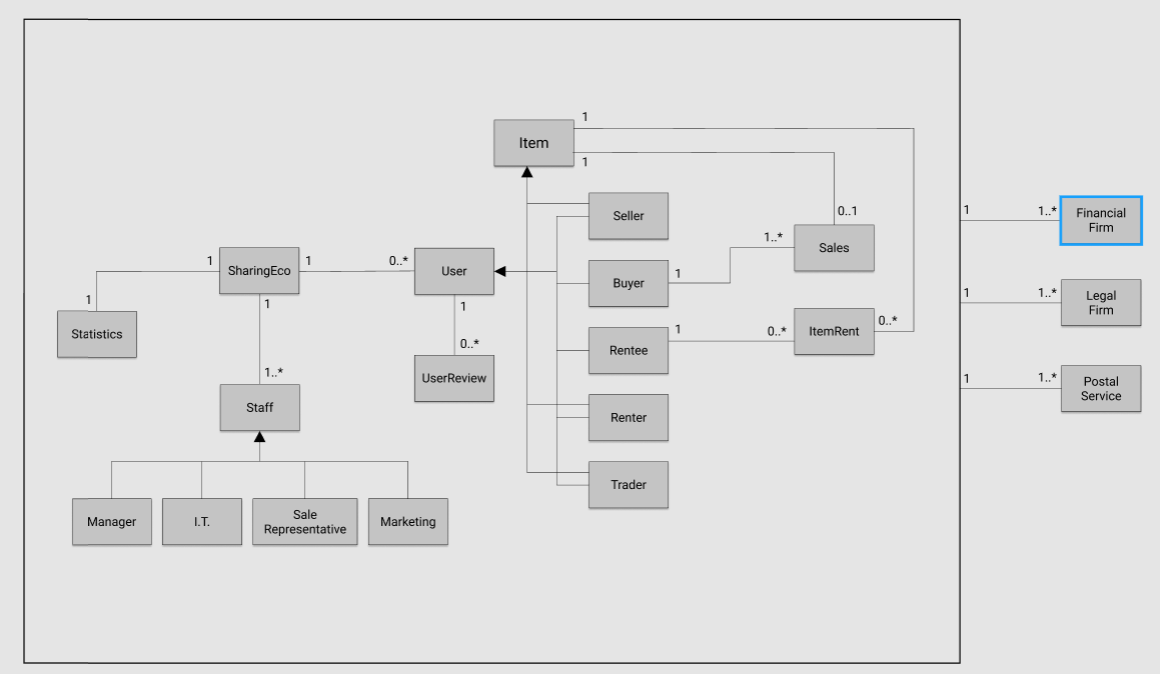 1
Item
1
Seller
0..1
1
1..*
Financial
Firm
1..*
Sales
1
SharingEco
1
0..*
User
Buyer
1
1
1
1
Legal
Firm
1
1..*
Statistics
0..*
Rentee
1
0..*
ItemRent
0..*
1..*
UserReview
1
1..*
Postal
Service
Staff
Renter
Trader
Manager
I.T.
Sale
Representative
Marketing